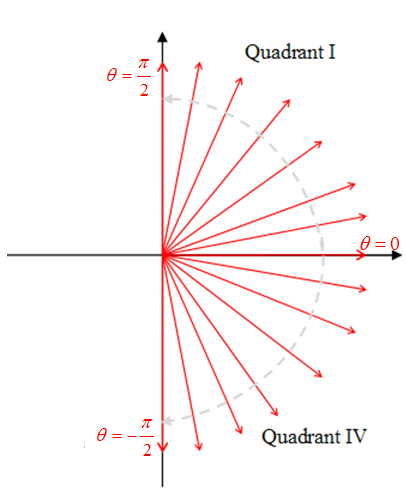 Quadrant I
θ = π/2
θ = 0
θ = -π/2
Quadrant IV